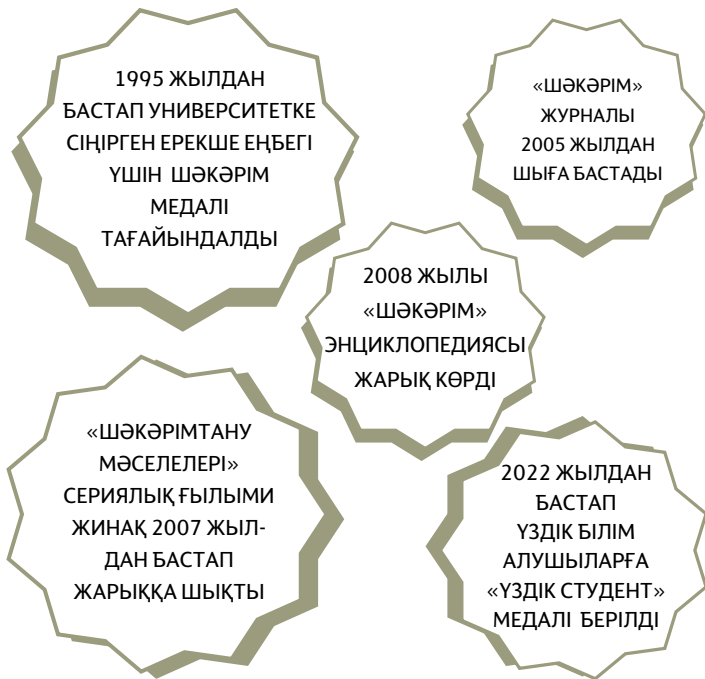 1995 ЖЫЛДАН
БАСТАП УНИВЕРСИТЕТКЕ
СІҢІРГЕН ЕРЕКШЕ ЕҢБЕГІ
ҮШІН ШӘКӘРІМ
МЕДАЛІ
ТАҒАЙЫНДАЛДЫ
«ШӘКӘРІМ»
ЖУРНАЛЫ
2005 ЖЫЛДАН
ШЫҒА БАСТАДЫ
2008 ЖЫЛЫ
«ШӘКӘРІМ»
ЭНЦИКЛОПЕДИЯСЫ
ЖАРЫҚ КӨРДІ
«ШӘКӘРІМТАНУ
МӘСЕЛЕЛЕРІ»
СЕРИЯЛЫҚ ҒЫЛЫМИ
ЖИНАҚ 2007 ЖЫЛ-
ДАН БАСТАП
ЖАРЫҚҚА ШЫҚТЫ
2022 ЖЫЛДАН
БАСТАП
ҮЗДІК БІЛІМ
АЛУШЫЛАРҒА
«ҮЗДІК СТУДЕНТ»
МЕДАЛІ БЕРІЛДІ